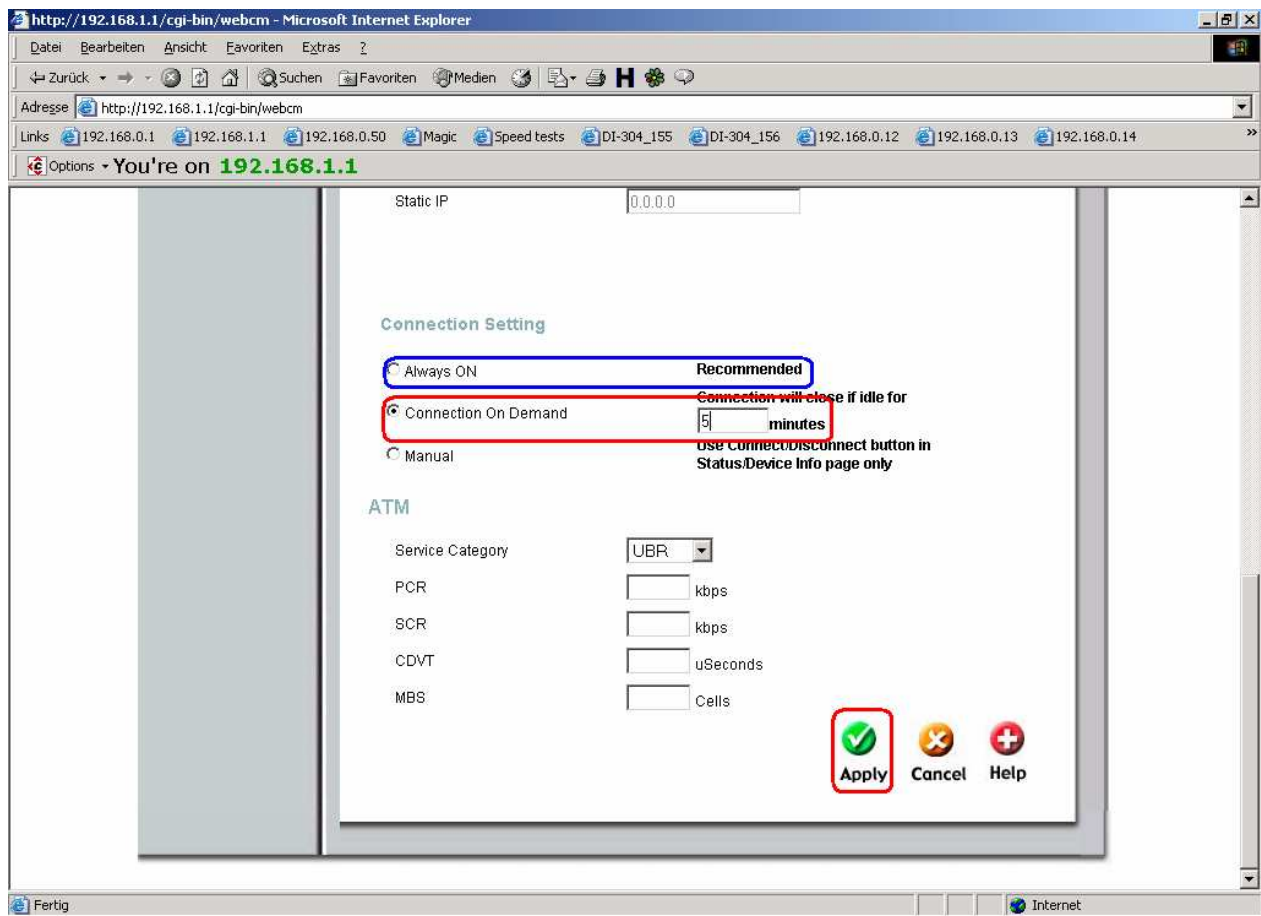 http://192.168.1.1/cgi-bin/webcm - Microsoft Internet Explorer
Datei Bearbeiten Ansicht Favoriten Extras ?
Zurück Suchen Favoriten Medien H
Adresse http://192.168.1.1/cgi-bin/webcm
Links 192.168.0.1 192.168.1.1 192.168.0.50 Magic Speed tests DI-304_155 DI-304_156 192.168.0.12 192.168.0.13 192.168.0.14 »
Options You're on 192.168.1.1
Static IP 0.0.0.0
Connection Setting
Always ON Recommended
Connection will close if idle for
Connection On Demand 5 minutes
Use Connect/Disconnect button in
Manual Status/Device Info page only
ATM
Service Category UBR
PCR kbps
SCR kbps
CDVT uSeconds
MBS Cells
Apply Cancel Help
Fertig Internet